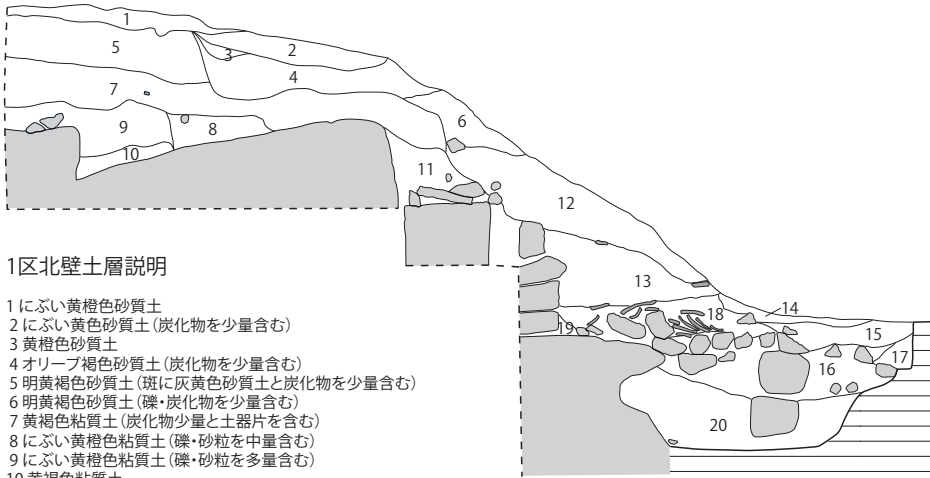 1
5
3
2
4
7
9
8
10
6
11
12
13
14
18
19
15
16
17
20
1区北壁土層説明
1 にぶい黄橙色砂質土
2 にぶい黄色砂質土(炭化物を少量含む)
3 黄橙色砂質土
4 オリーブ褐色砂質土(炭化物を少量含む)
5 明黄褐色砂質土(斑に灰黄色砂質土と炭化物を少量含む)
6 明黄褐色砂質土(礫・炭化物を少量含む)
7 黄褐色粘質土(炭化物少量と土器片を含む)
8 にぶい黄橙色粘質土(礫・砂粒を中量含む)
9 にぶい黄橙色粘質土(礫・砂粒を多量含む)
10 黄褐色粘質土